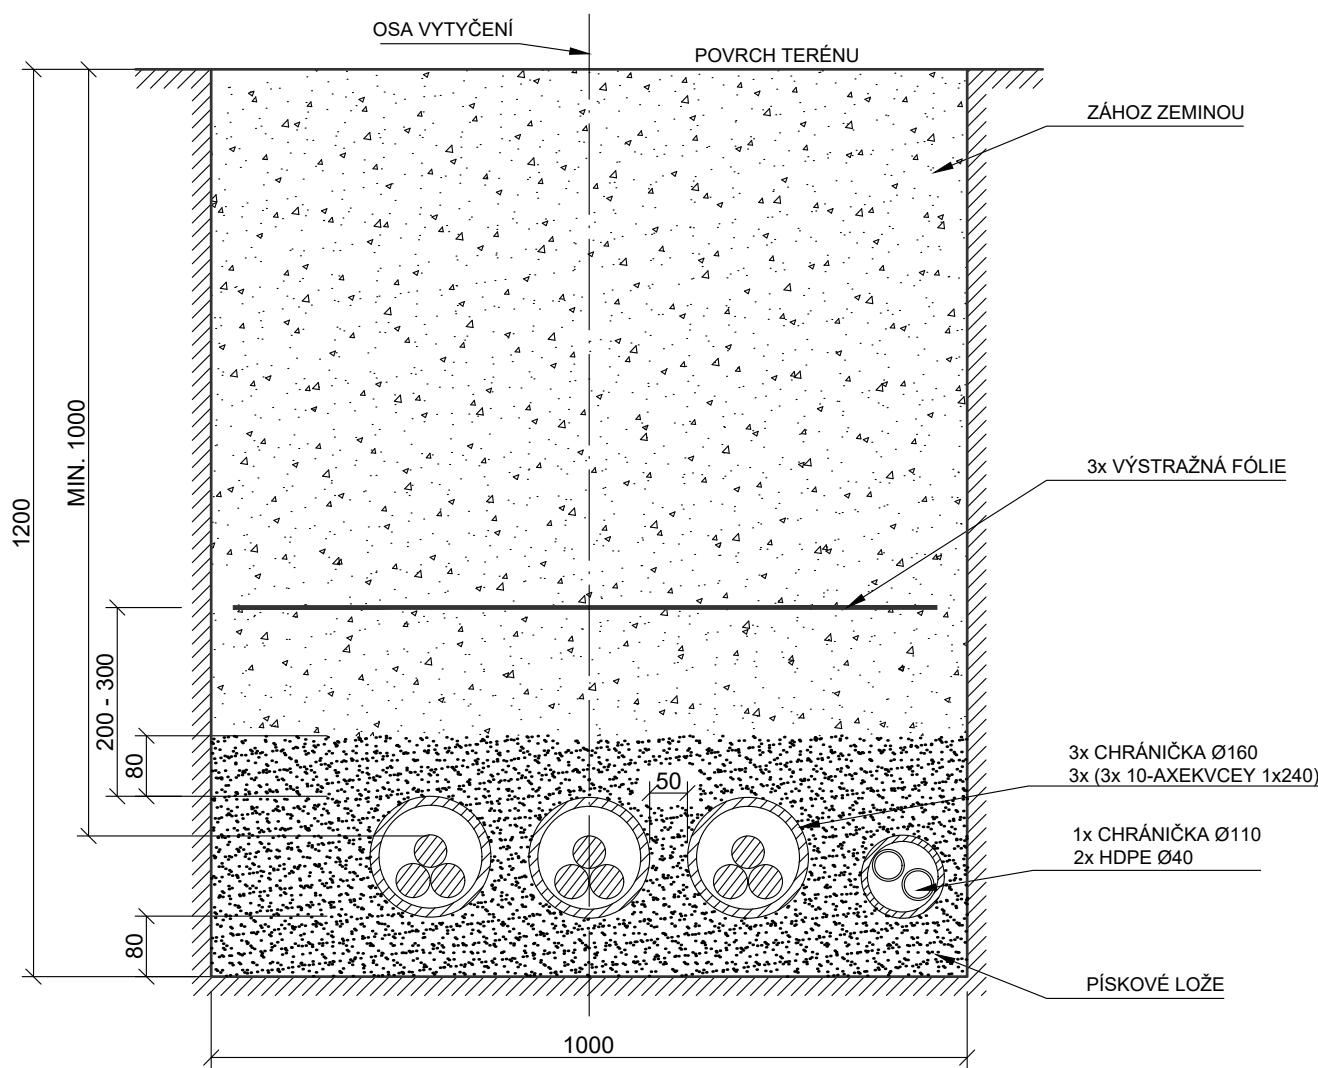 OSA VYTYČENÍ
POVRCH TERÉNU
ZÁHOZ ZEMINOU
MIN. 1000
1200
3x VÝSTRAŽNÁ FÓLIE
200 - 300
80
50
3x CHRÁNIČKA Ø160
3x (3x 10-AXEKVCEY 1x240)
1x CHRÁNIČKA Ø110
2x HDPE Ø40
80
PÍSKOVÉ LOŽE
1000